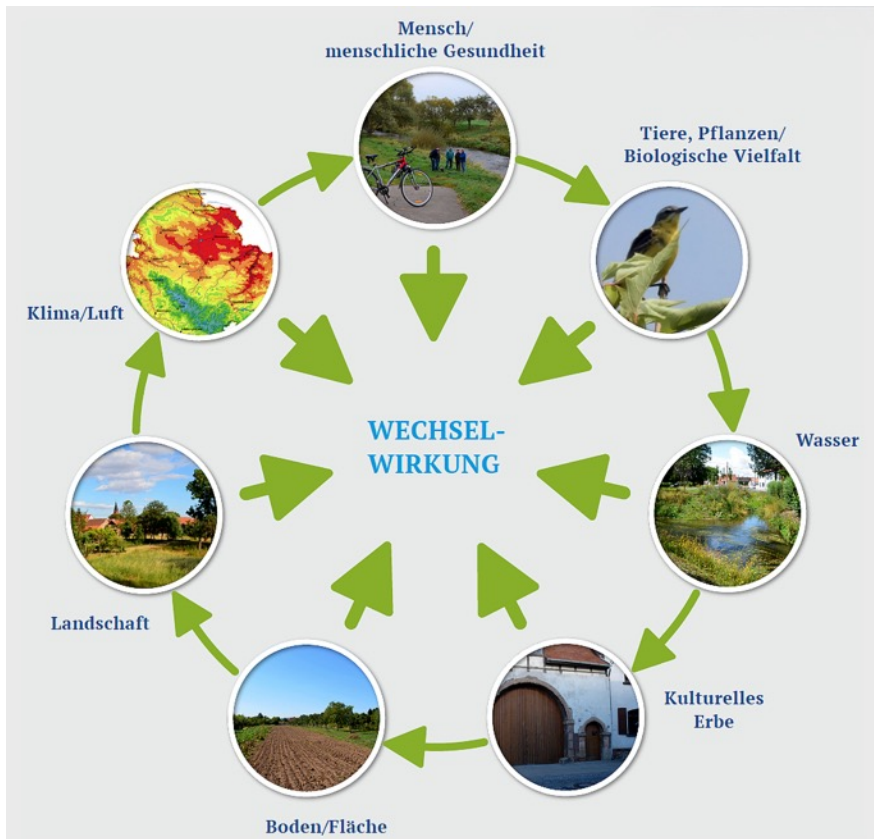 Mensch/
menschliche Gesundheit
Tiere, Pflanzen/
Biologische Vielfalt
Wasser
Kulturelles
Erbe
Boden/Fläche
Landschaft
Klima/Luft
WECHSEL-
WIRKUNG